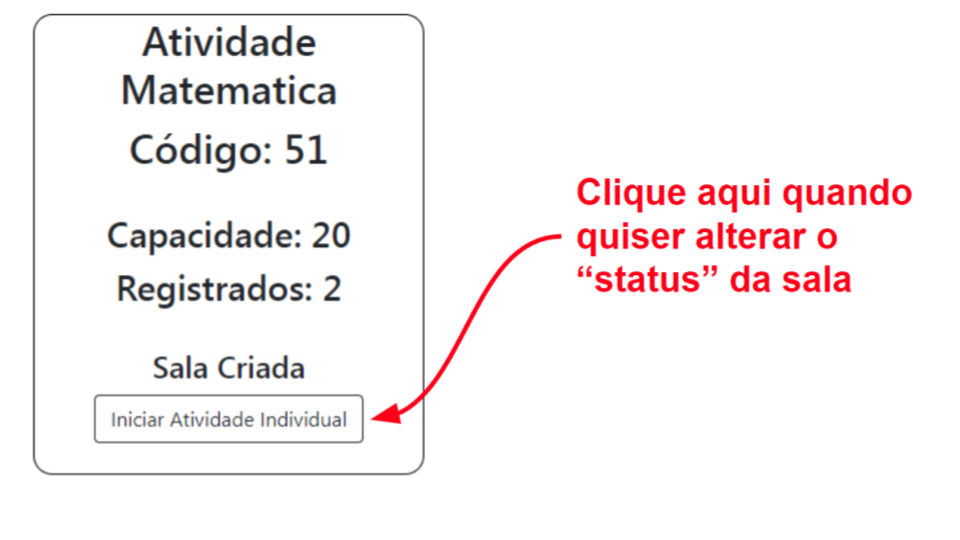 Atividade
Matematica
Código: 51
Capacidade: 20
Registrados: 2
Sala Criada
Iniciar Atividade Individual
Clique aqui quando
quiser alterar o
“status” da sala